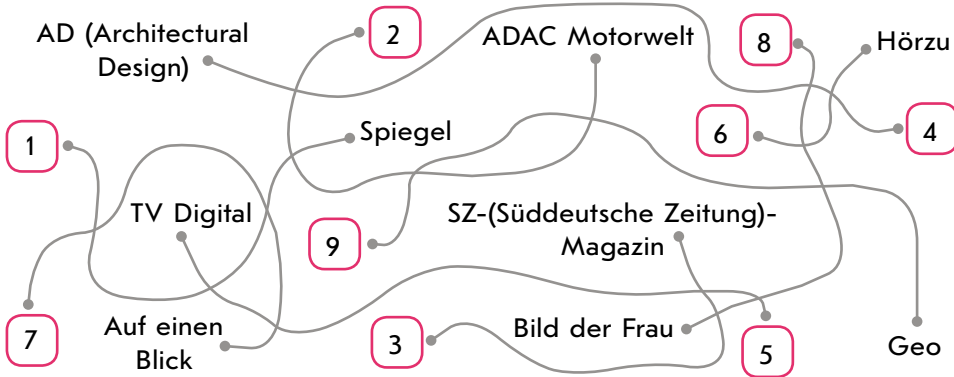 AD (Architectural
Design)
2
ADAC Motorwelt
8
Hörzu
1
Spiegel
6
4
TV Digital
9
SZ-(Süddeutsche Zeitung)-
Magazin
7
Auf einen
Blick
3
Bild der Frau
5
Geo